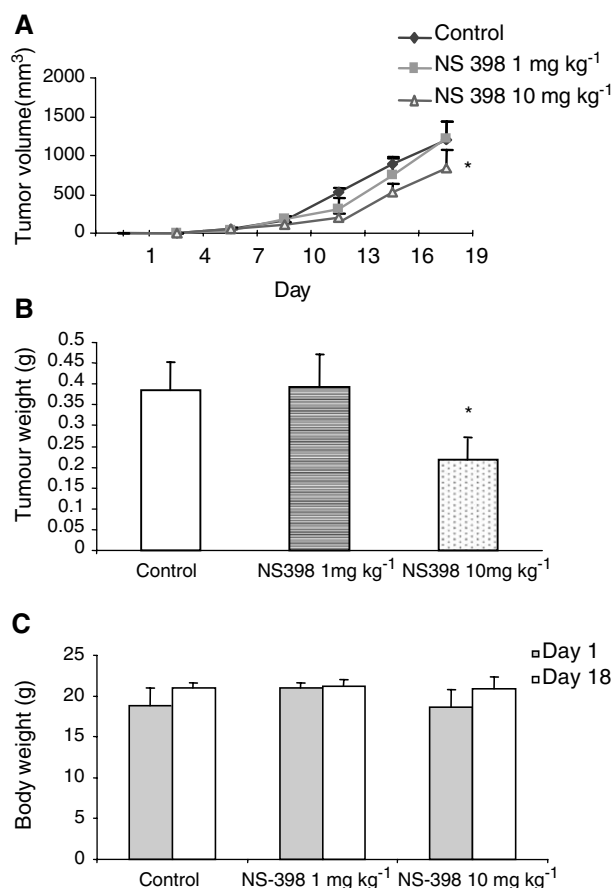 A
Control
NS 398 1 mg kg⁻¹
NS 398 10 mg kg⁻¹
Tumor volume(mm³)
2000
1500
1000
500
0
*
1 4 7 10 13 16 19
Day
B
Tumour weight (g)
0.5
0.45
0.4
0.35
0.3
0.25
0.2
0.15
0.1
0.05
0
*
Control NS398 1mg kg⁻¹ NS398 10mg kg⁻¹
C
Day 1
Day 18
Body weight (g)
25
20
15
10
5
0
Control NS-398 1 mg kg⁻¹ NS-398 10 mg kg⁻¹